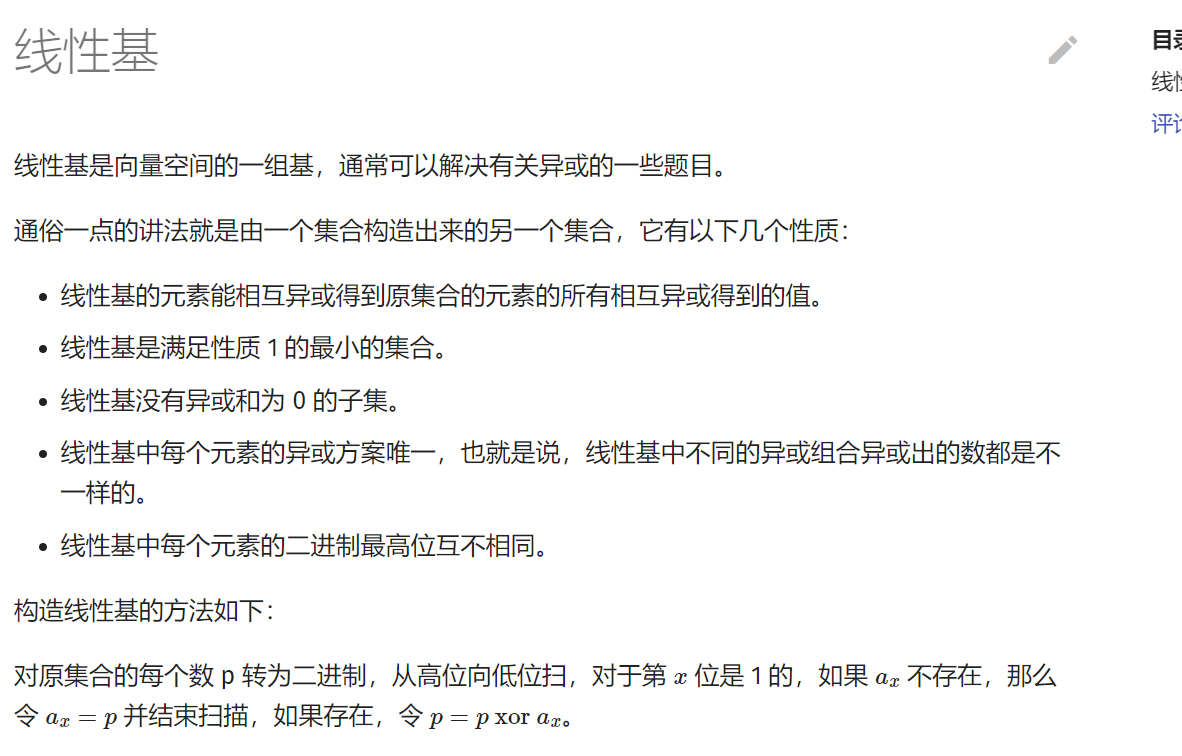 线性基
目录
线性
评论
线性基是向量空间的一组基，通常可以解决有关异或的一些题目。
通俗一点的讲法就是由一个集合构造出来的另一个集合，它有以下几个性质：
• 线性基的元素能相互异或得到原集合的元素的所有相互异或得到的值。
• 线性基是满足性质 1 的最小的集合。
• 线性基没有异或和为 0 的子集。
• 线性基中每个元素的异或方案唯一，也就是说，线性基中不同的异或组合异或出的数都是不
一样的。
• 线性基中每个元素的二进制最高位互不相同。
构造线性基的方法如下：
对原集合的每个数 p 转为二进制，从高位向低位扫，对于第 x 位是 1 的，如果 aₓ 不存在，那么
令 aₓ = p 并结束扫描，如果存在，令 p = p xor aₓ。